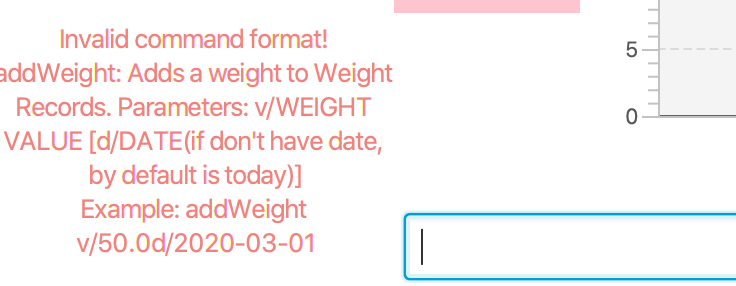 Invalid command format!
addWeight: Adds a weight to Weight
Records. Parameters: v/WEIGHT
VALUE [d/DATE(if don't have date,
by default is today)]
Example: addWeight
v/50.0d/2020-03-01
5
0